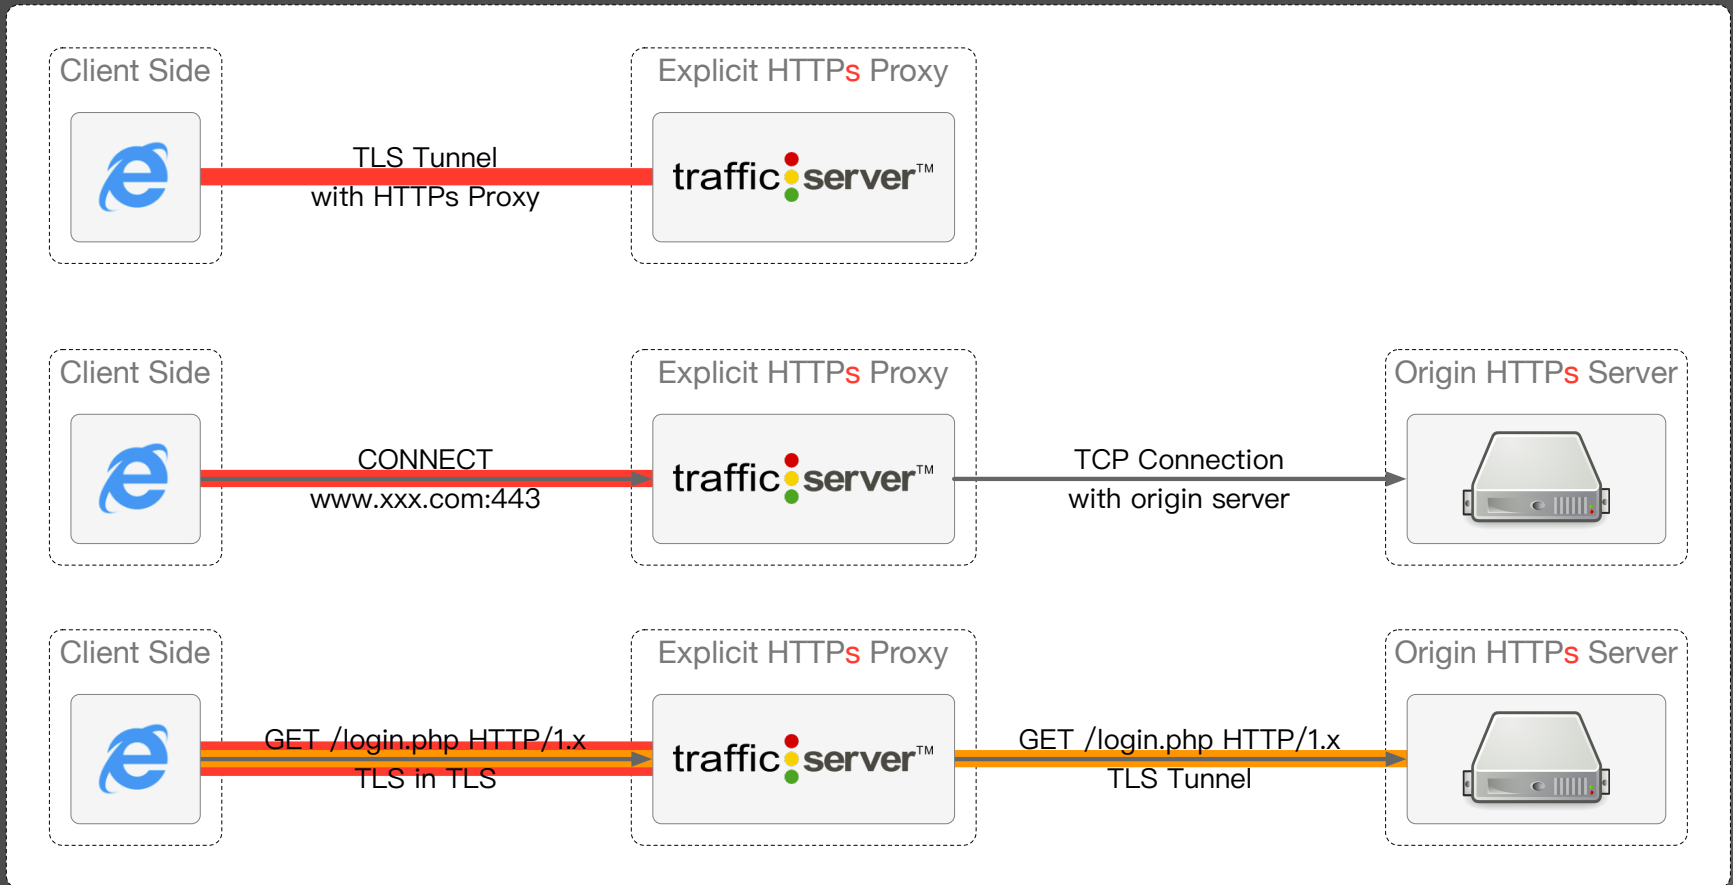 Client Side
Explicit HTTPs Proxy
TLS Tunnel
with HTTPs Proxy
traffic server™
Client Side
Explicit HTTPs Proxy
Origin HTTPs Server
CONNECT
www.xxx.com:443
traffic server™
TCP Connection
with origin server
Client Side
Explicit HTTPs Proxy
Origin HTTPs Server
GET /login.php HTTP/1.x
TLS in TLS
traffic server™
GET /login.php HTTP/1.x
TLS Tunnel